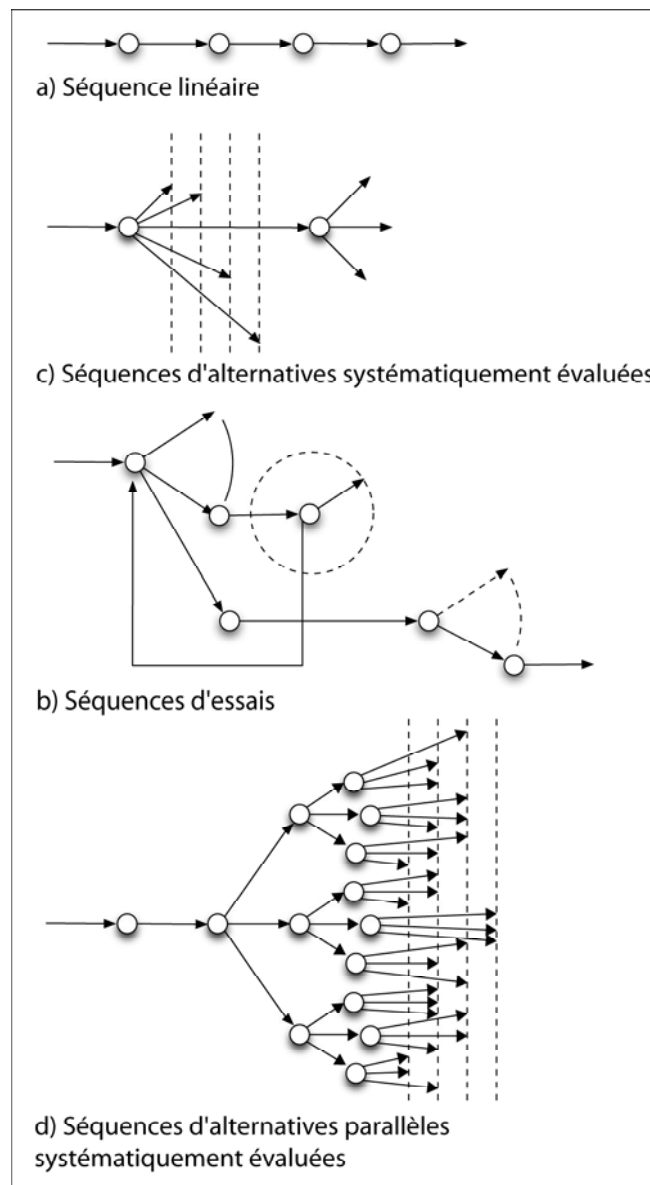 a) Séquence linéaire
c) Séquences d'alternatives systématiquement évaluées
b) Séquences d'essais
d) Séquences d'alternatives parallèles
systématiquement évaluées